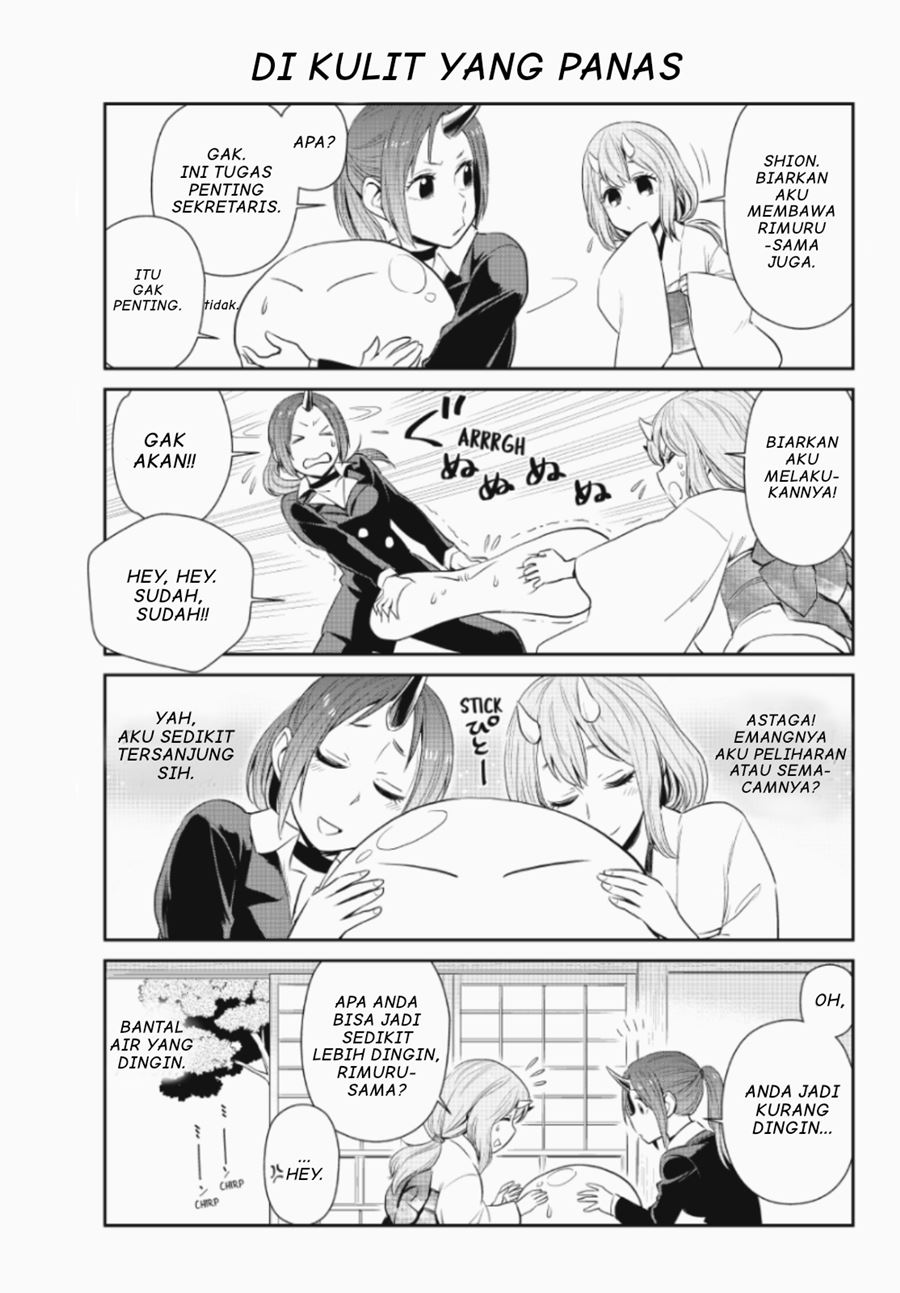 DI KULIT YANG PANAS
SHION.
BIARKAN
AKU
MEMBAWA
RIMURU
-SAMA
JUGA.
APA?
GAK.
INI TUGAS
PENTING
SEKRETARIS.
tidak.
ITU
GAK
PENTING.
BIARKAN
AKU
MELAKU-
KANNYA!
ぐ
ARRRGH
ぬぬぬぬ
GAK
AKAN!!
HEY, HEY.
SUDAH,
SUDAH!!
ASTAGA!
EMANGNYA
AKU PELIHARAN
ATAU SEMA-
CAMNYA?
STICK
ぴとー
YAH,
AKU SEDIKIT
TERSANJUNG
SIH.
OH,
ANDA JADI
KURANG
DINGIN...
APA ANDA
BISA JADI
SEDIKIT
LEBIH DINGIN,
RIMURU-
SAMA?
...
HEY.
BANTAL
AIR YANG
DINGIN.
CHIRP
CHIRP